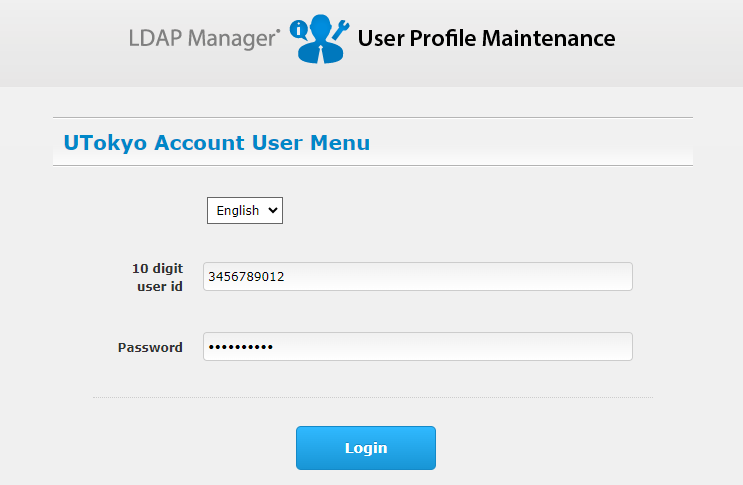 LDAP Manager® User Profile Maintenance
UTokyo Account User Menu
English
10 digit
user id
3456789012
Password
••••••••••
Login